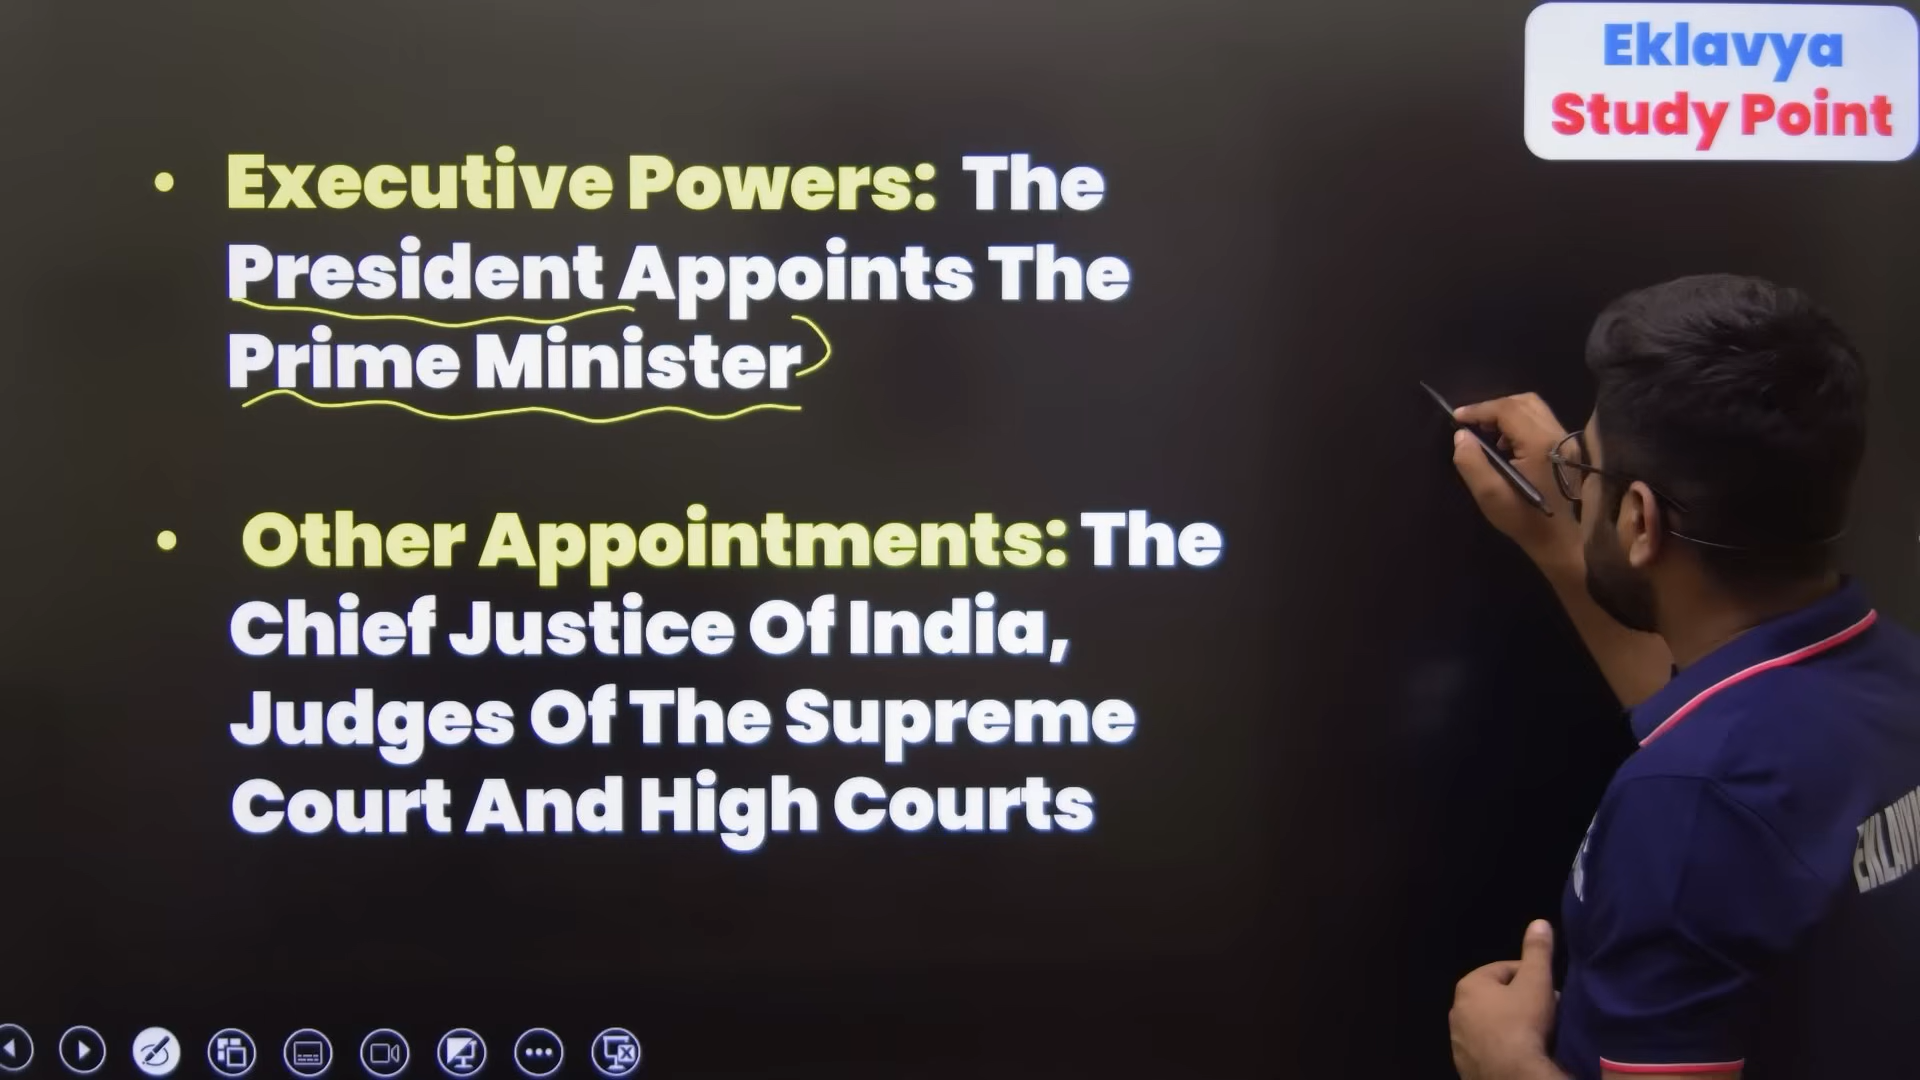 Eklavya
Study Point
• Executive Powers: The
President Appoints The
Prime Minister
• Other Appointments: The
Chief Justice Of India,
Judges Of The Supreme
Court And High Courts